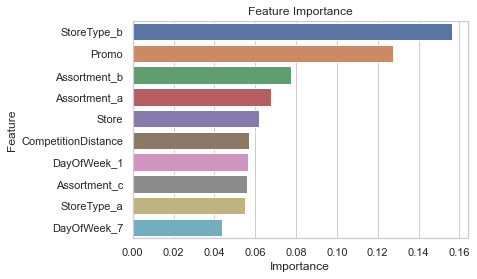 Feature Importance
StoreType_b
Promo
Assortment_b
Assortment_a
Store
CompetitionDistance
DayOfWeek_1
Assortment_c
StoreType_a
DayOfWeek_7
Feature
0.00 0.02 0.04 0.06 0.08 0.10 0.12 0.14 0.16
Importance